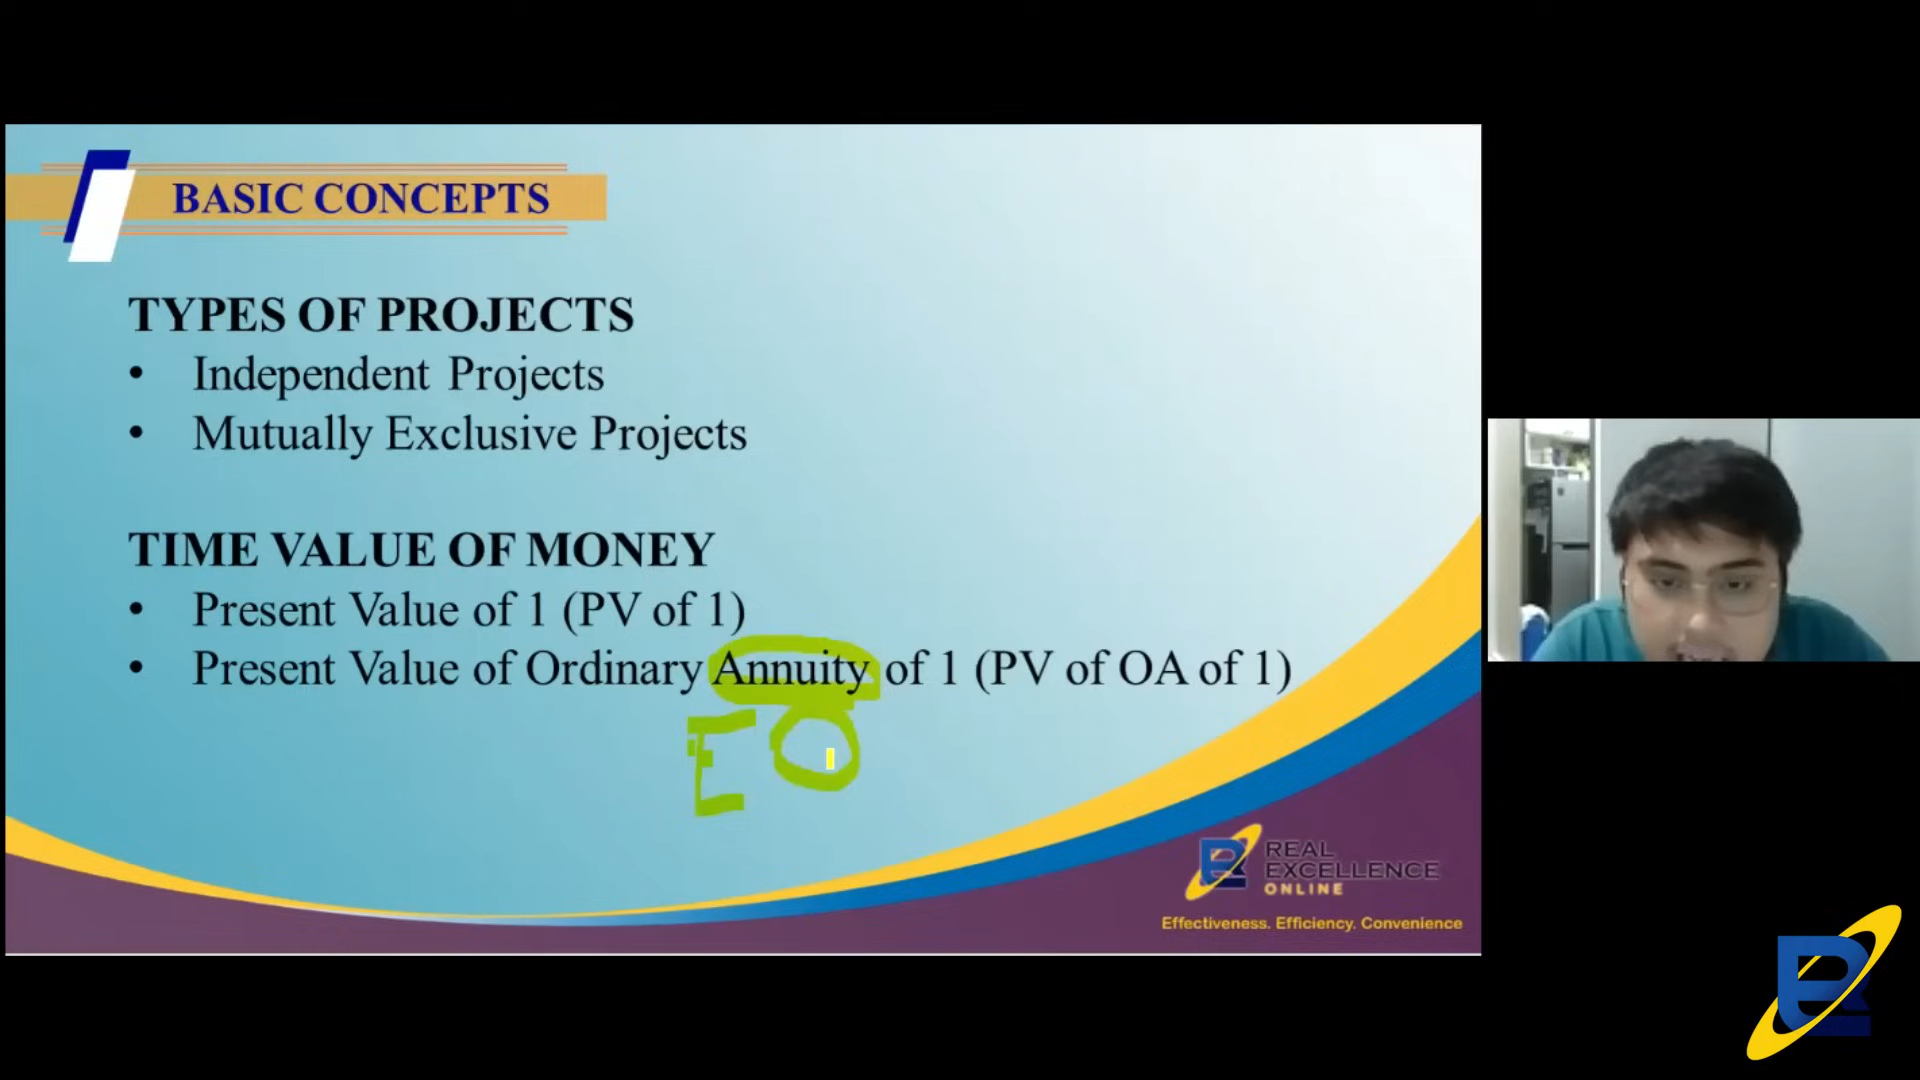 BASIC CONCEPTS
TYPES OF PROJECTS
• Independent Projects
• Mutually Exclusive Projects
TIME VALUE OF MONEY
• Present Value of 1 (PV of 1)
• Present Value of Ordinary Annuity of 1 (PV of OA of 1)
EO
REAL
EXCELLENCE
ONLINE
Effectiveness. Efficiency. Convenience